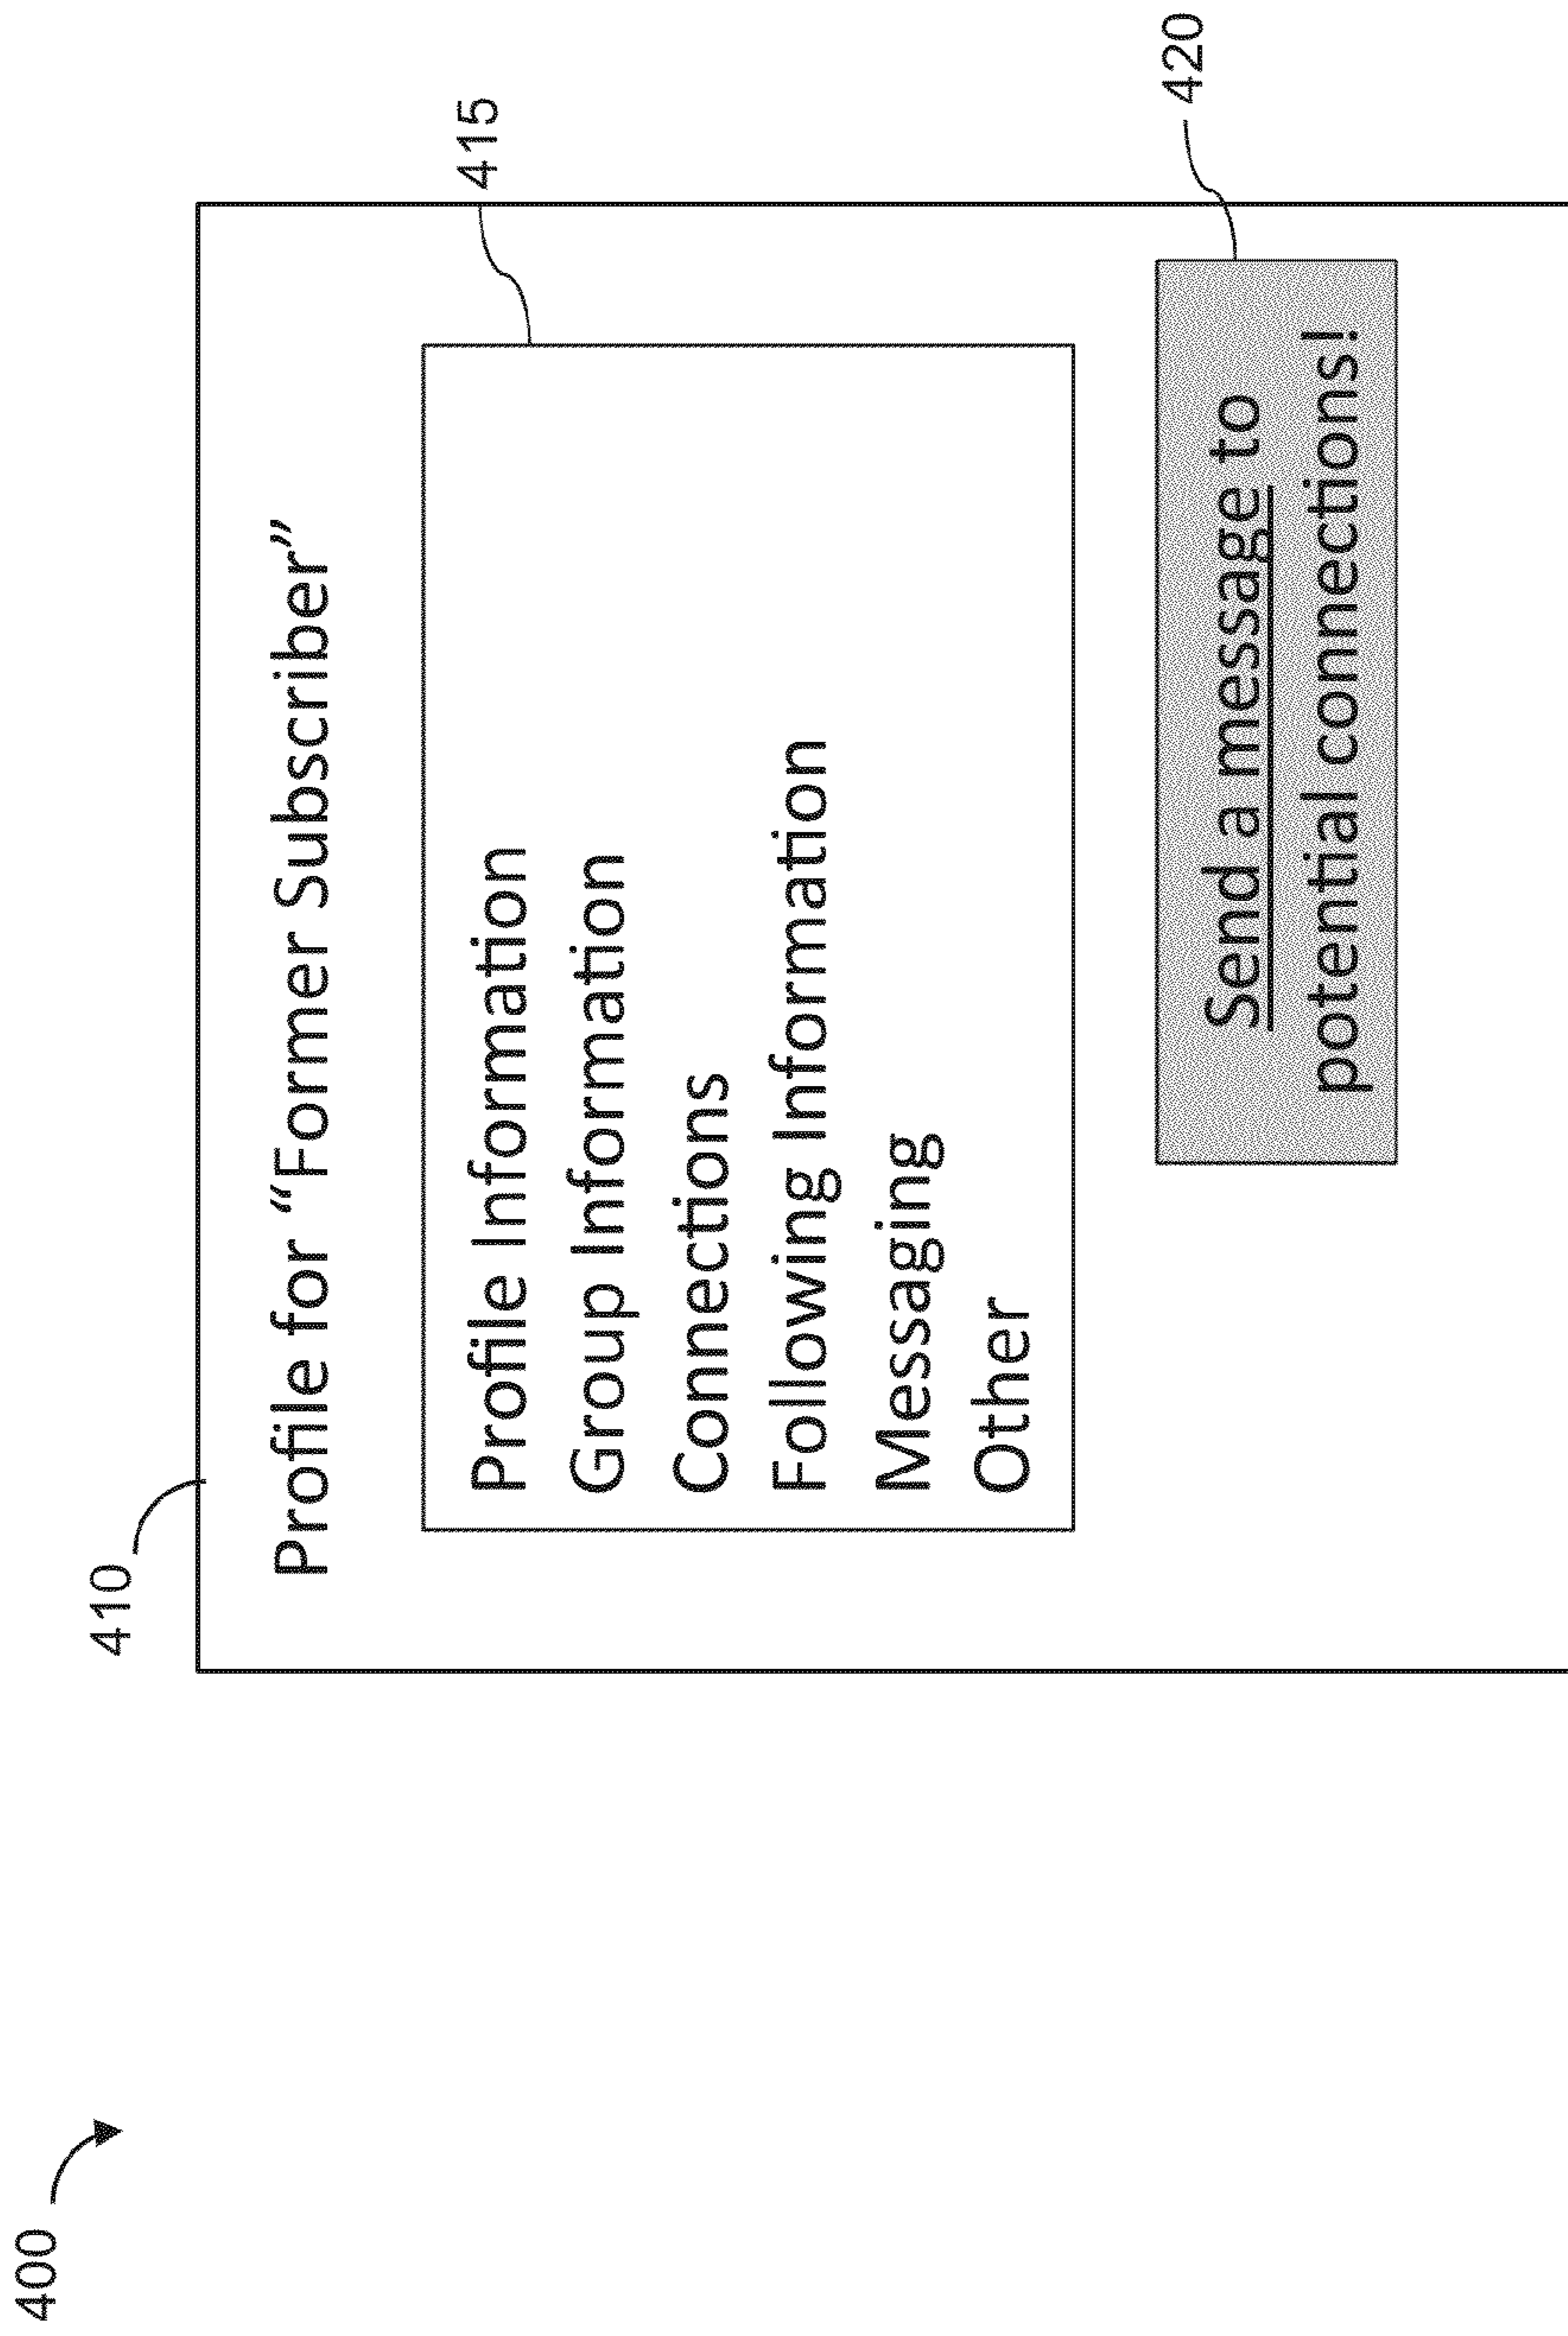 400
410
Profile for “Former Subscriber”
415
Profile Information
Group Information
Connections
Following Information
Messaging
Other
420
Send a message to
potential connections!